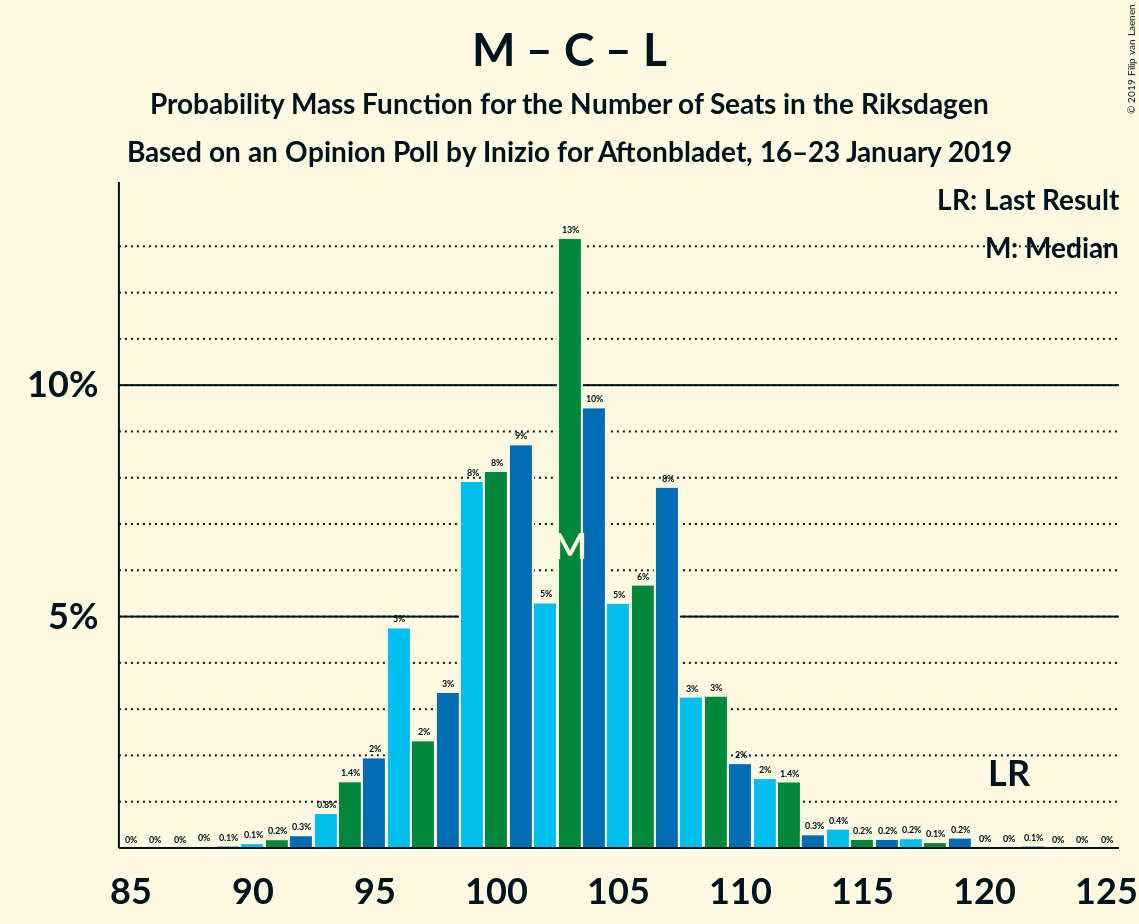 M – C – L
Probability Mass Function for the Number of Seats in the Riksdagen
Based on an Opinion Poll by Inizio for Aftonbladet, 16–23 January 2019
© 2019 Filip van Laenen
LR: Last Result
M: Median
10%
5%
0% 0% 0% 0% 0.1% 0.1% 0.2% 0.3% 0.8% 1.4% 2% 5% 2% 3% 8% 8% 9% 5% 13% 10% 5% 6% 8% 3% 3% 2% 2% 1.4% 0.3% 0.4% 0.2% 0.2% 0.2% 0.1% 0.2% 0% 0% 0.1% 0% 0% 0%
M
LR
85 90 95 100 105 110 115 120 125